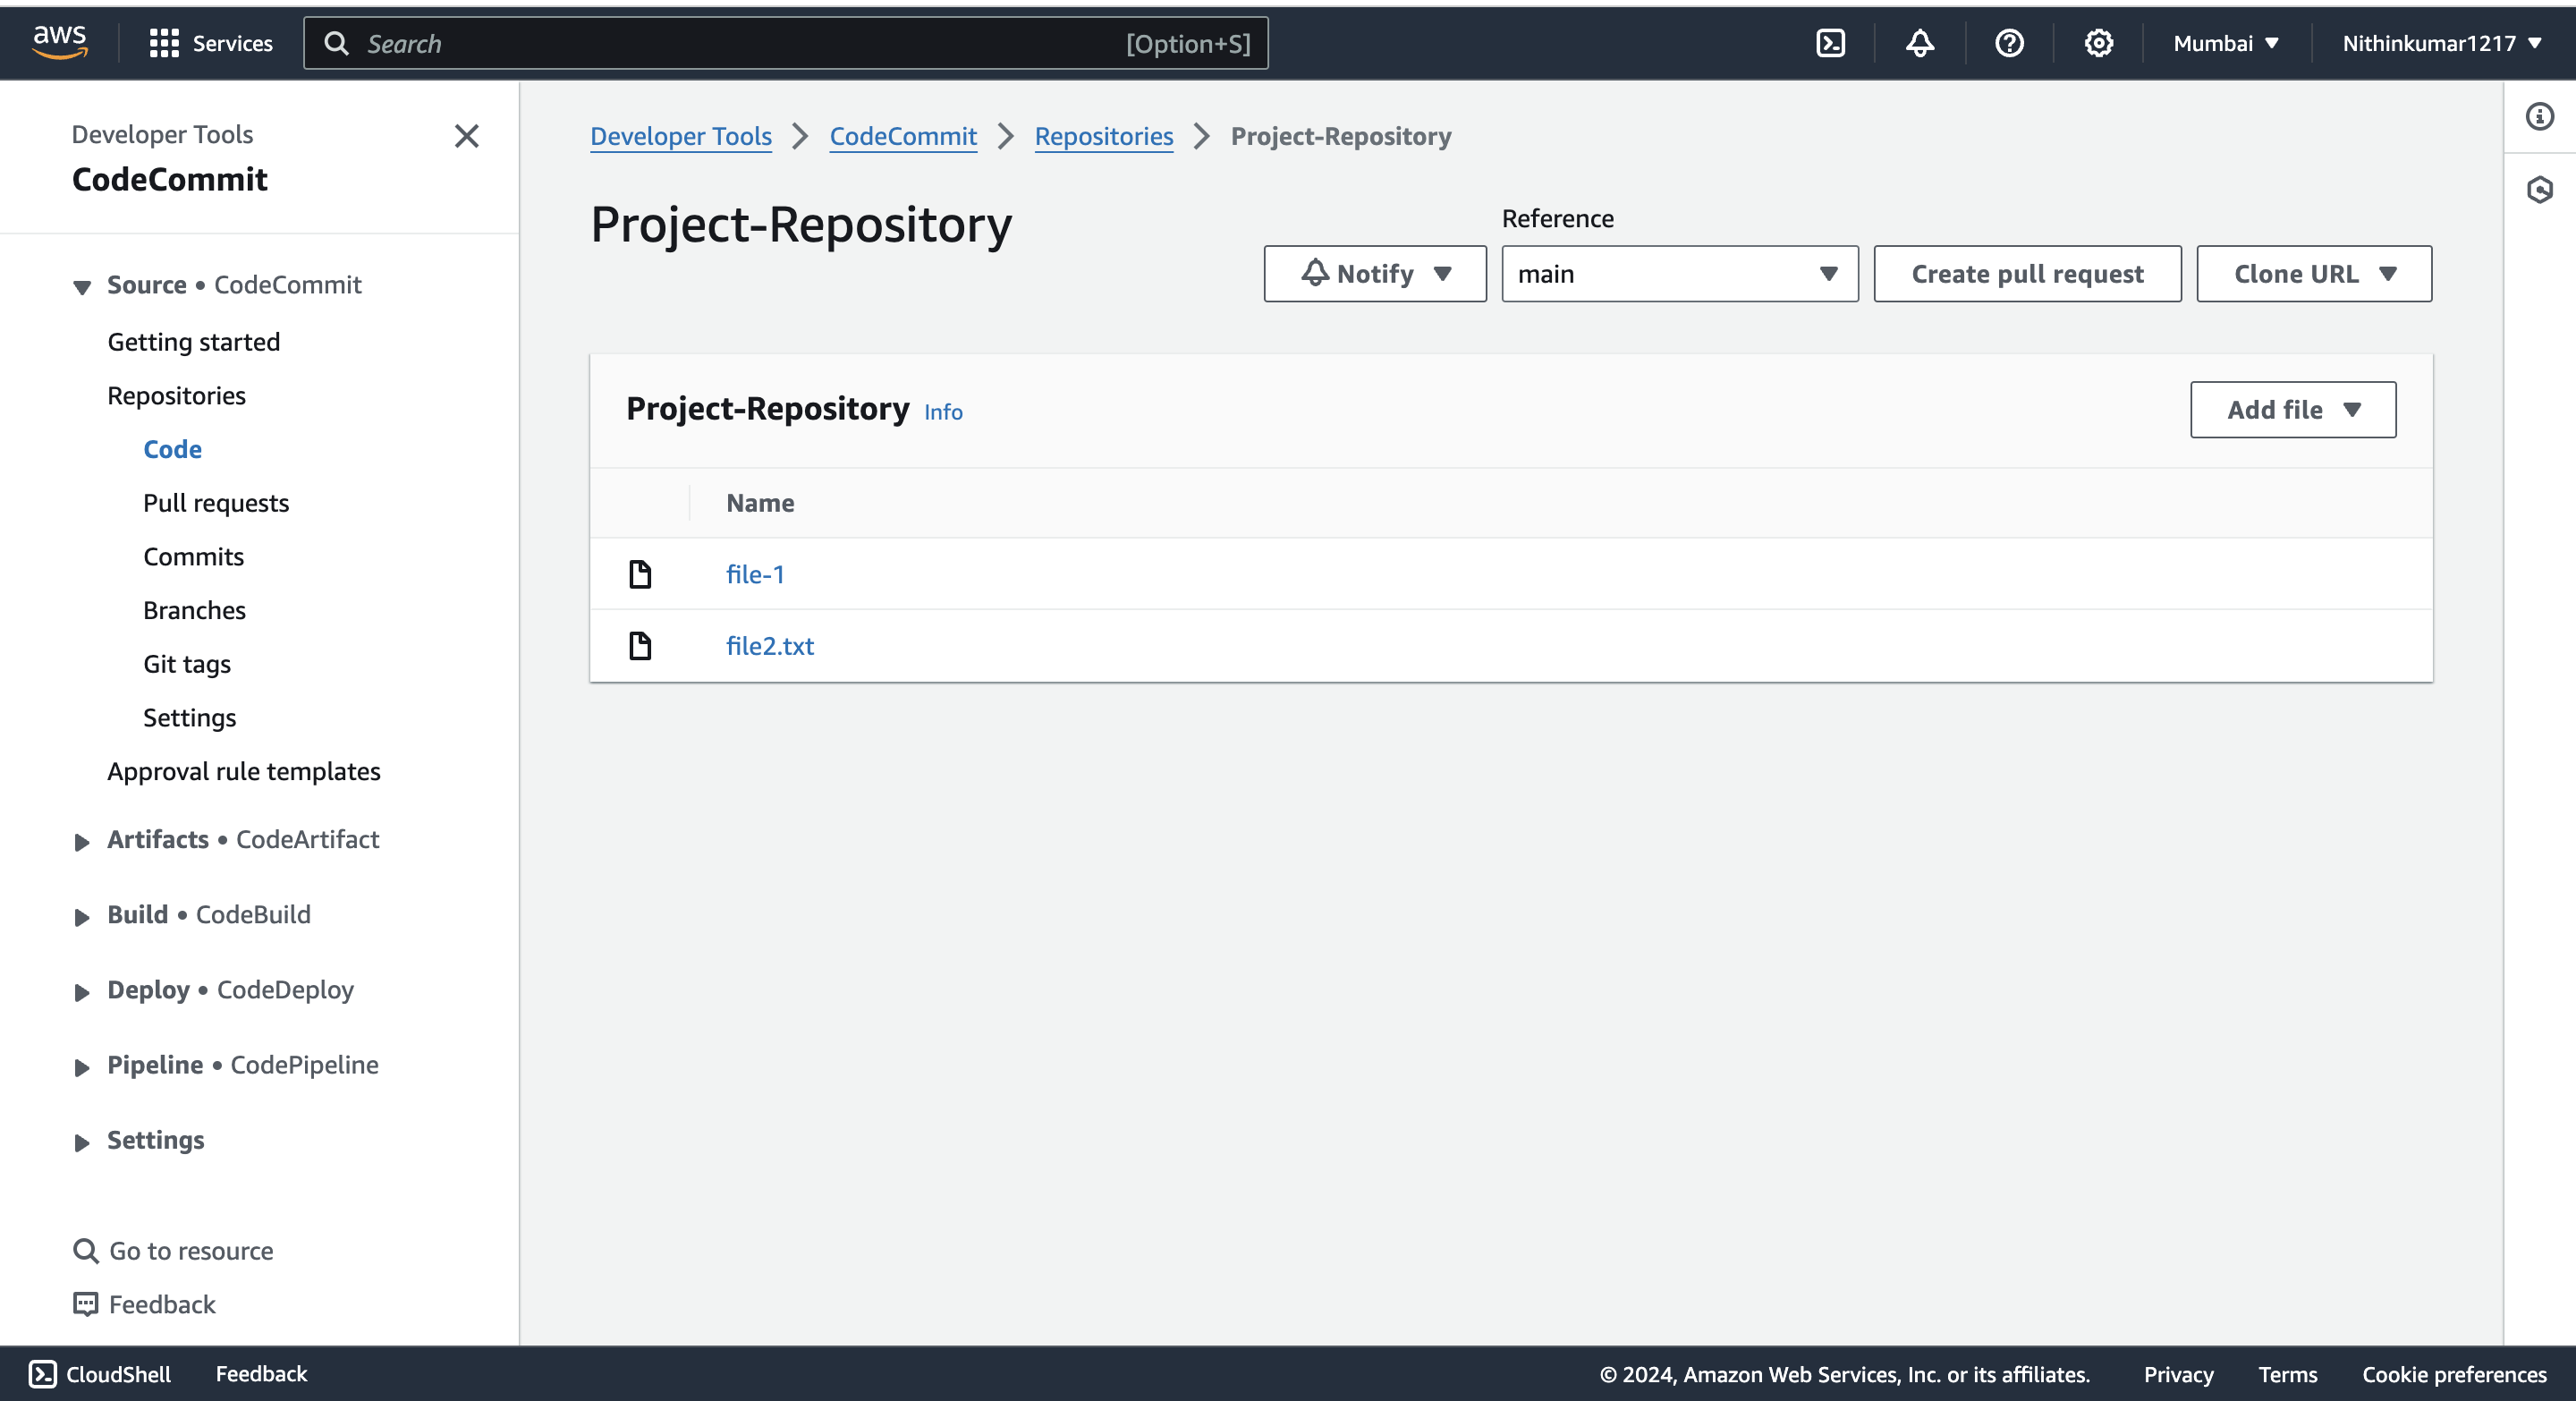 aws Services Search [Option+S] Mumbai Nithinkumar1217
Developer Tools
CodeCommit
Source • CodeCommit
Getting started
Repositories
Code
Pull requests
Commits
Branches
Git tags
Settings
Approval rule templates
Artifacts • CodeArtifact
Build • CodeBuild
Deploy • CodeDeploy
Pipeline • CodePipeline
Settings
Go to resource
Feedback
Developer Tools CodeCommit Repositories Project-Repository
Project-Repository
Reference
Notify main Create pull request Clone URL
Project-Repository Info Add file
Name
file-1
file2.txt
CloudShell Feedback © 2024, Amazon Web Services, Inc. or its affiliates. Privacy Terms Cookie preferences